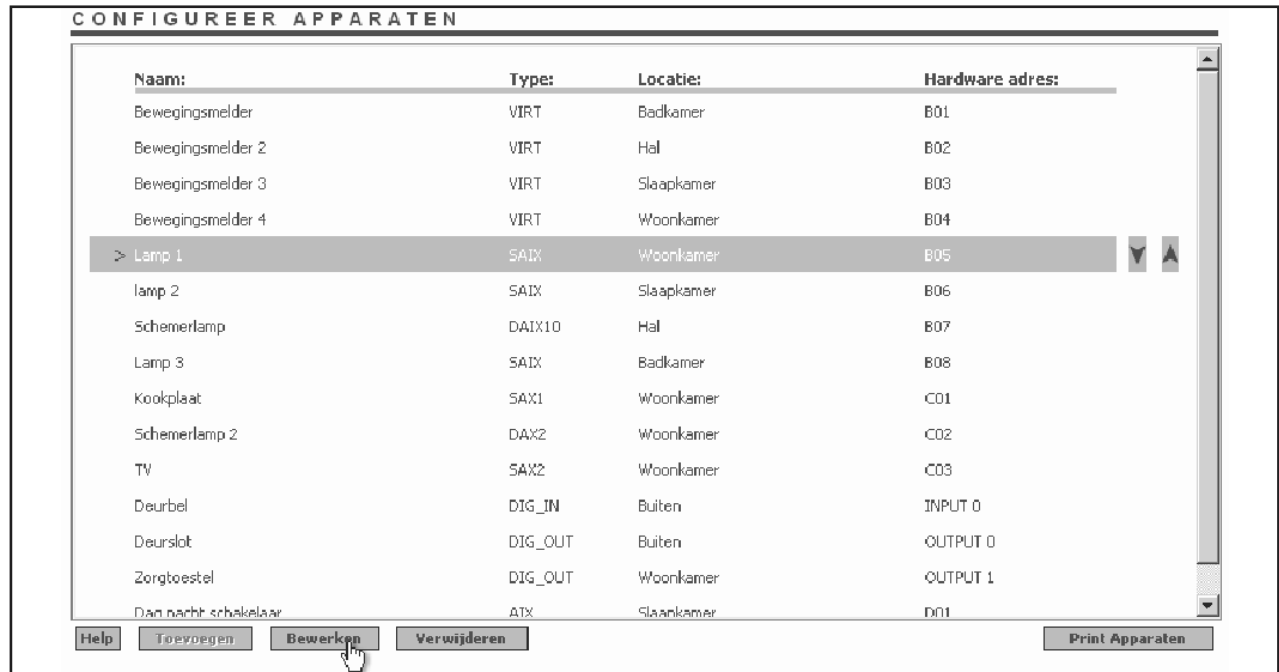 CONFIGUREER APPARATEN
Naam: Type: Locatie: Hardware adres:
Bewegingsmelder VIRT Badkamer B01
Bewegingsmelder 2 VIRT Hal B02
Bewegingsmelder 3 VIRT Slaapkamer B03
Bewegingsmelder 4 VIRT Woonkamer B04
> Lamp 1 SAIX Woonkamer B05
lamp 2 SAIX Slaapkamer B06
Schemerlamp DAIX10 Hal B07
Lamp 3 SAIX Badkamer B08
Kookplaat SAX1 Woonkamer C01
Schemerlamp 2 DAX2 Woonkamer C02
TV SAX2 Woonkamer C03
Deurbel DIG_IN Buiten INPUT 0
Deurslot DIG_OUT Buiten OUTPUT 0
Zorgtoestel DIG_OUT Woonkamer OUTPUT 1
Dag nacht schakelaar AIX Slaapkamer D01
Help Toevoegen Bewerken Verwijderen Print Apparaten